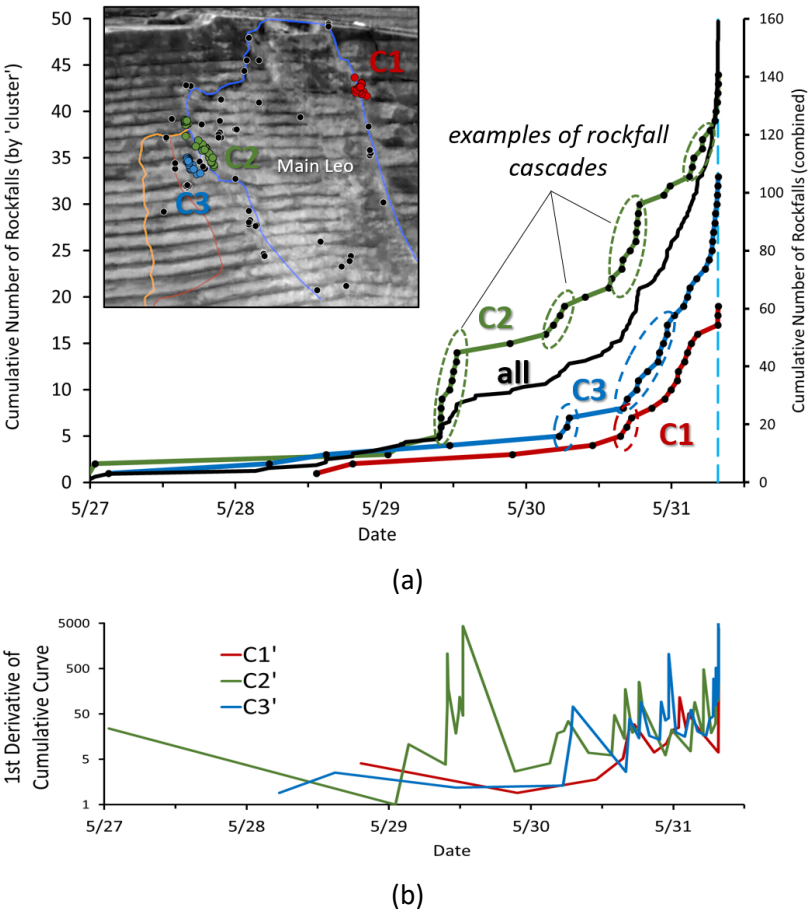 (a)
50
45
40
35
30
25
20
15
10
5
0
Cumulative Number of Rockfalls (by 'cluster')
160
140
120
100
80
60
40
20
0
Cumulative Number of Rockfalls (combined)
C1
C2
Main Leo
C3
examples of rockfall
cascades
C2
all
C3
C1
5/27
5/28
5/29
5/30
5/31
Date
(a)
5000
500
50
5
1
1st Derivative of
Cumulative Curve
C1'
C2'
C3'
5/27
5/28
5/29
5/30
5/31
Date
(b)